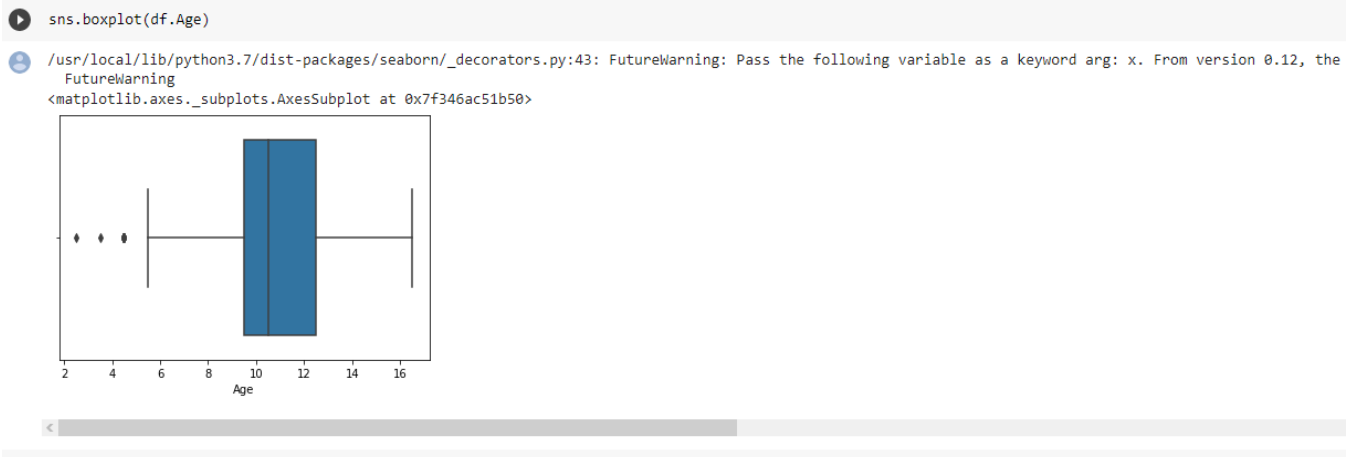 sns.boxplot(df.Age)
/usr/local/lib/python3.7/dist-packages/seaborn/_decorators.py:43: FutureWarning: Pass the following variable as a keyword arg: x. From version 0.12, the
FutureWarning
<matplotlib.axes._subplots.AxesSubplot at 0x7f346ac51b50>
2 4 6 8 10 12 14 16
Age